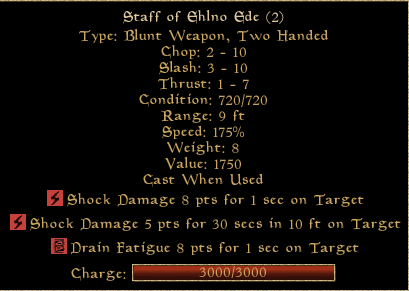 Staff of Ehlno Ede (2)
Type: Blunt Weapon, Two Handed
Chop: 2 - 10
Slash: 3 - 10
Thrust: 1 - 7
Condition: 720/720
Range: 9 ft
Speed: 175%
Weight: 8
Value: 1750
Cast When Used
Shock Damage 8 pts for 1 sec on Target
Shock Damage 5 pts for 30 secs in 10 ft on Target
Drain Fatigue 8 pts for 1 sec on Target
Charge: 3000/3000